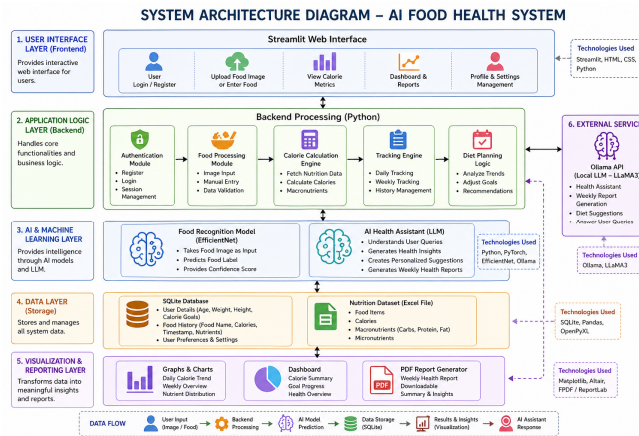 SYSTEM ARCHITECTURE DIAGRAM – AI FOOD HEALTH SYSTEM
1. USER INTERFACE
LAYER (Frontend)
Provides interactive
web interface for
users.
Streamlit Web Interface
User
Login / Register
Upload Food Image
or Enter Food
View Calorie
Metrics
Dashboard &
Reports
Profile & Settings
Management
Technologies Used
Streamlit, HTML, CSS,
Python
2. APPLICATION LOGIC
LAYER (Backend)
Handles core
functionalities and
business logic.
Backend Processing (Python)
Authentication
Module
• Register
• Login
• Session
Management
Food Processing
Module
• Image Input
• Manual Entry
• Data Validation
Calorie Calculation
Engine
• Fetch Nutrition Data
• Calculate Calories
• Macronutrients
Tracking Engine
• Daily Tracking
• Weekly Tracking
• History Management
Diet Planning
Logic
• Analyze Trends
• Adjust Goals
• Recommendations
6. EXTERNAL SERVIC
Ollama API
(Local LLM – LLaMA3)
• Health Assistant
• Weekly Report
Generation
• Diet Suggestions
• Answer User Queries
Technologies Used
Ollama, LLaMA3
3. AI & MACHINE
LEARNING LAYER
Provides intelligence
through AI models
and LLM.
Food Recognition Model
(EfficientNet)
• Takes Food Image as Input
• Predicts Food Label
• Provides Confidence Score
AI Health Assistant (LLM)
• Understands User Queries
• Generates Health Insights
• Creates Personalized Suggestions
• Generates Weekly Health Reports
Technologies Used
Python, PyTorch,
EfficientNet, Ollama
4. DATA LAYER
(Storage)
Stores and manages
all system data.
SQLite Database
• User Details (Age, Weight, Height,
Calorie Goals)
• Food History (Food Name, Calories,
Timestamp, Nutrients)
• User Preferences & Settings
Nutrition Dataset (Excel File)
• Food Items
• Calories
• Macronutrients (Carbs, Protein, Fat)
• Micronutrients
Technologies Used
SQLite, Pandas,
OpenPyXL
5. VISUALIZATION &
REPORTING LAYER
Transforms data into
meaningful insights
and reports.
Graphs & Charts
Daily Calorie Trend
Weekly Overview
Nutrient Distribution
Dashboard
Calorie Summary
Goal Progress
Health Overview
PDF
PDF Report Generator
Weekly Health Report
Downloadable
Summary & Insights
Technologies Used
Matplotlib, Altair,
FPDF / ReportLab
DATA FLOW
User Input
(Image / Food)
Backend
Processing
AI Model
Prediction
Data Storage
(SQLite)
Results & Insights
(Visualization)
AI Assistant
Response